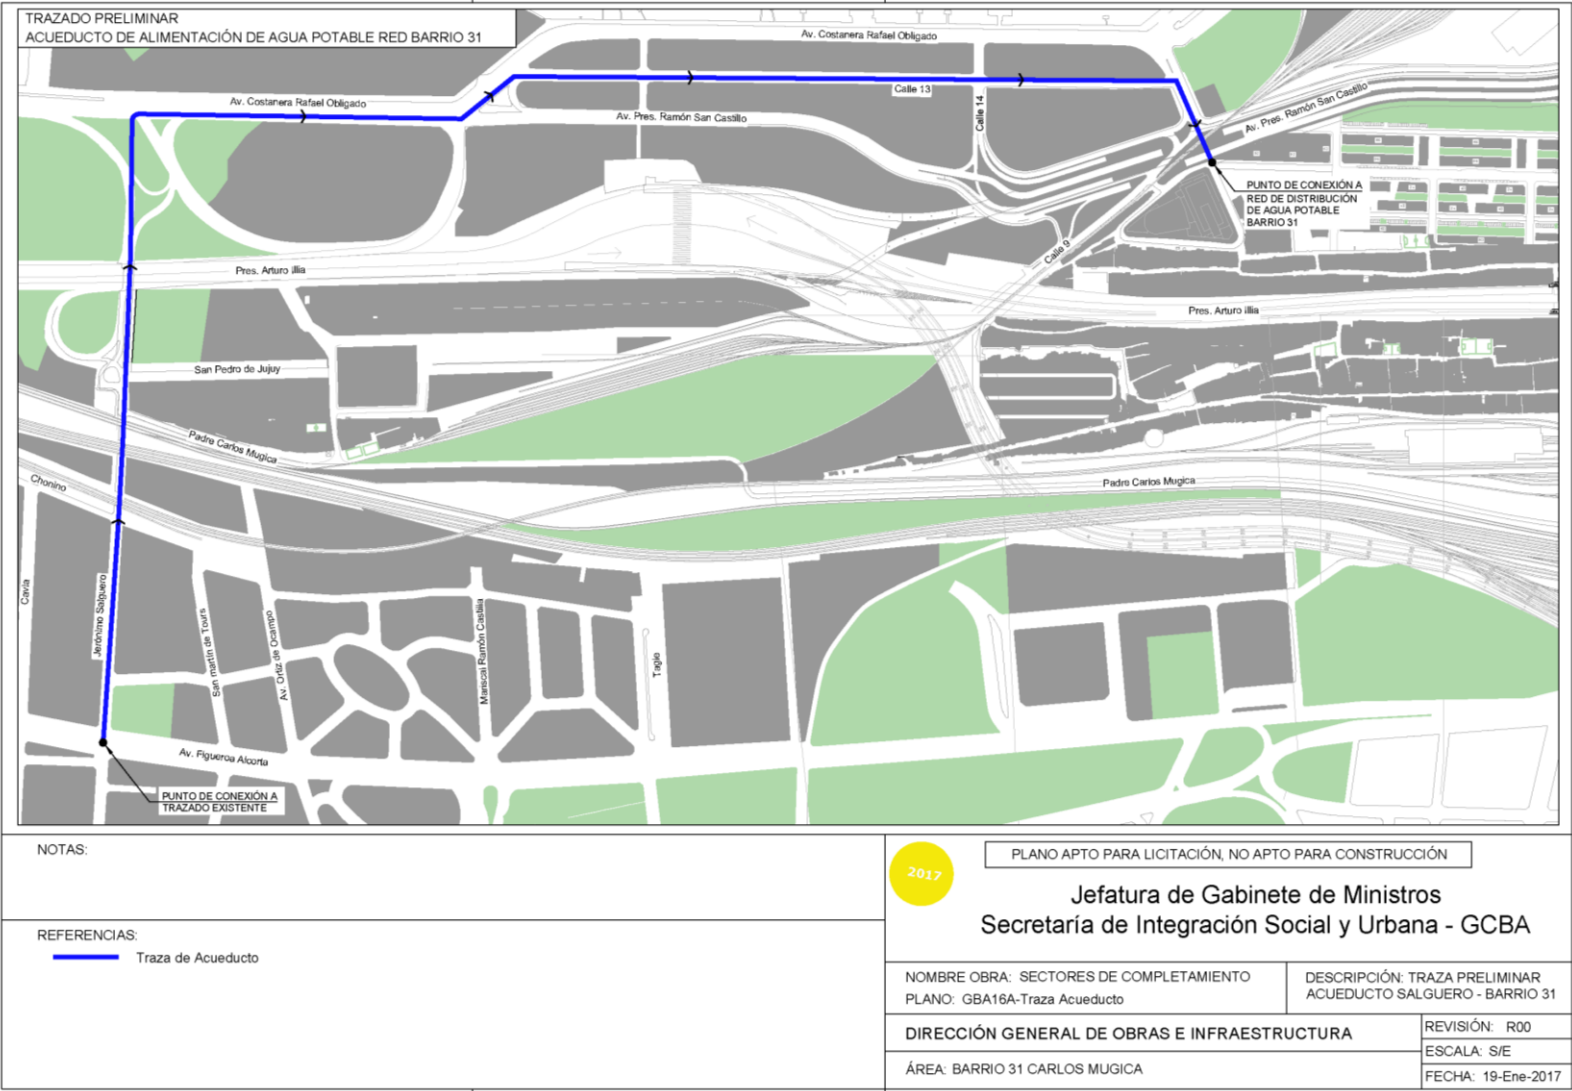 TRAZADO PRELIMINAR
ACUEDUCTO DE ALIMENTACIÓN DE AGUA POTABLE RED BARRIO 31
Av. Costanera Rafael Obligado
Calle 13
Av. Costanera Rafael Obligado
Av. Pres. Ramón San Castillo
Calle 14
Av. Pres. Ramón San Castillo
PUNTO DE CONEXIÓN A
RED DE DISTRIBUCIÓN
DE AGUA POTABLE
BARRIO 31
Calle 9
Pres. Arturo illia
Pres. Arturo illia
San Pedro de Jujuy
Padre Carlos Mugica
Chonino
Padre Carlos Mugica
Cavia
Jerónimo Salguero
San martín de Tours
Av. Ortiz de Ocampo
Mariscal Ramón Castilla
Tagle
Av. Figueroa Alcorta
PUNTO DE CONEXIÓN A
TRAZADO EXISTENTE
NOTAS:
REFERENCIAS:
Traza de Acueducto
2017
PLANO APTO PARA LICITACIÓN, NO APTO PARA CONSTRUCCIÓN
Jefatura de Gabinete de Ministros
Secretaría de Integración Social y Urbana - GCBA
NOMBRE OBRA: SECTORES DE COMPLETAMIENTO
PLANO: GBA16A-Traza Acueducto
DESCRIPCIÓN: TRAZA PRELIMINAR
ACUEDUCTO SALGUERO - BARRIO 31
DIRECCIÓN GENERAL DE OBRAS E INFRAESTRUCTURA
ÁREA: BARRIO 31 CARLOS MUGICA
REVISIÓN: R00
ESCALA: S/E
FECHA: 19-Ene-2017